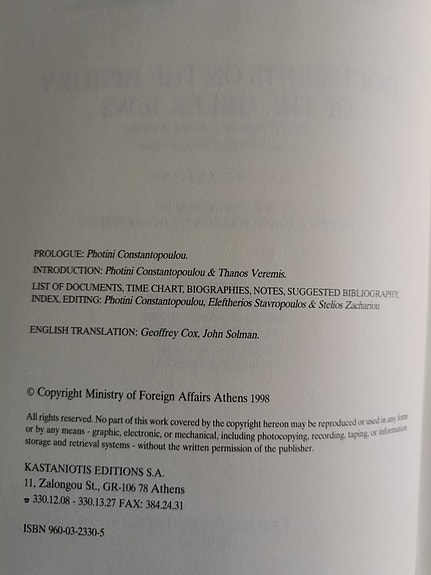 PROLOGUE: Photini Constantopoulou.
INTRODUCTION: Photini Constantopoulou & Thanos Veremis.
LIST OF DOCUMENTS, TIME CHART, BIOGRAPHIES, NOTES, SUGGESTED BIBLIOGRAPHY,
INDEX, EDITING: Photini Constantopoulou, Eleftherios Stavropoulos & Stelios Zachariou
ENGLISH TRANSLATION: Geoffrey Cox, John Solman.
© Copyright Ministry of Foreign Affairs Athens 1998
All rights reserved. No part of this work covered by the copyright hereon may be reproduced or used in any form
or by any means - graphic, electronic, or mechanical, including photocopying, recording, taping, or information
storage and retrieval systems - without the written permission of the publisher.
KASTANIOTIS EDITIONS S.A.
11, Zalongou St., GR-106 78 Athens
☎ 330.12.08 - 330.13.27 FAX: 384.24.31
ISBN 960-03-2330-5